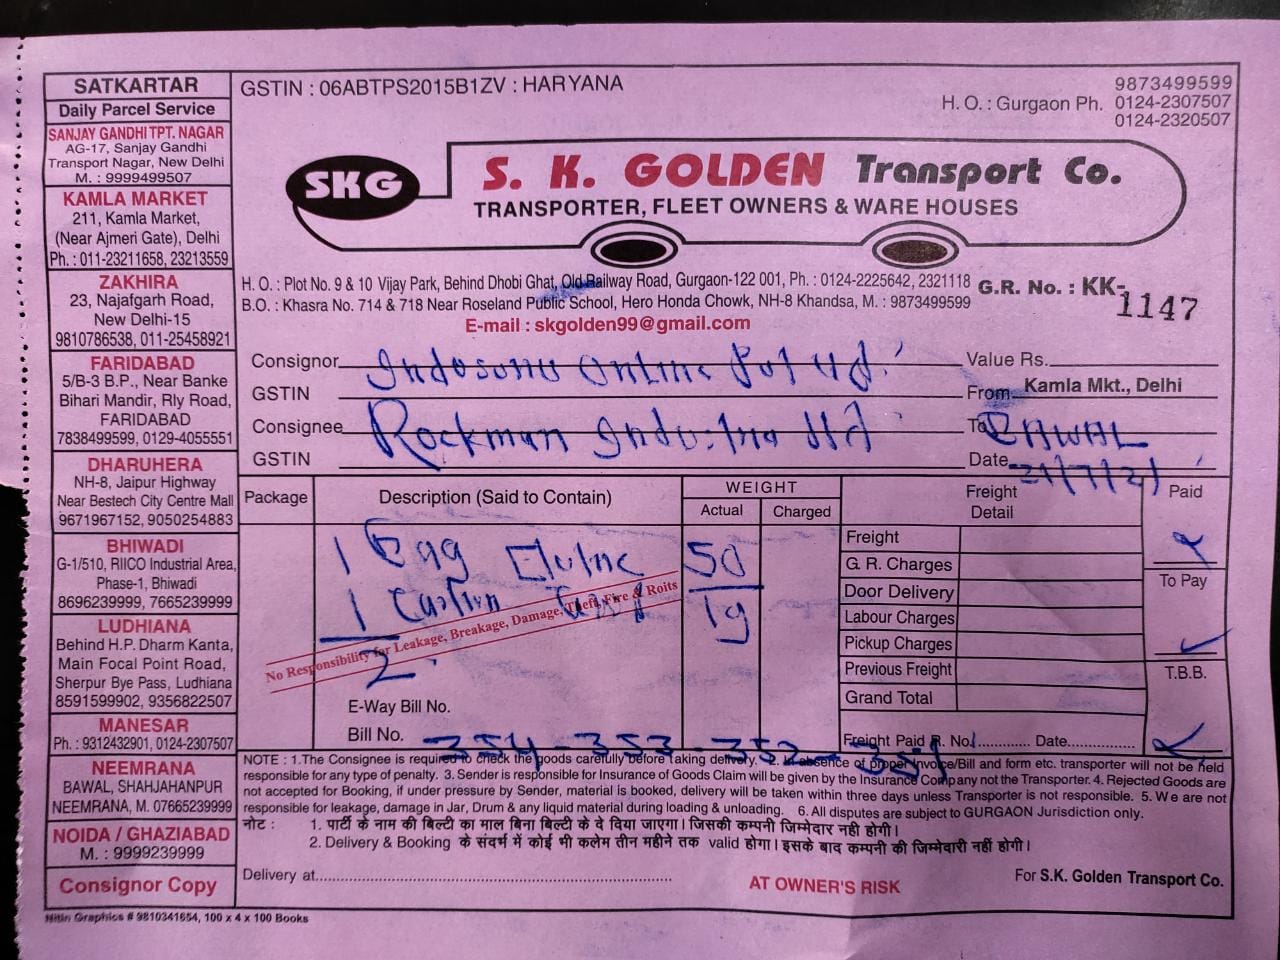 SATKARTAR
Daily Parcel Service
SANJAY GANDHI TPT. NAGAR
AG-17, Sanjay Gandhi
Transport Nagar, New Delhi
M. : 9999499507
KAMLA MARKET
211, Kamla Market,
(Near Ajmeri Gate), Delhi
Ph. : 011-23211658, 23213559
ZAKHIRA
23, Najafgarh Road,
New Delhi-15
9810786538, 011-25458921
FARIDABAD
5/B-3 B.P., Near Banke
Bihari Mandir, Rly Road,
FARIDABAD
7838499599, 0129-4055551
DHARUHERA
NH-8, Jaipur Highway
Near Bestech City Centre Mall
9671967152, 9050254883
BHIWADI
G-1/510, RIICO Industrial Area,
Phase-1, Bhiwadi
8696239999, 7665239999
LUDHIANA
Behind H.P. Dharm Kanta,
Main Focal Point Road,
Sherpur Bye Pass, Ludhiana
8591599902, 9356822507
MANESAR
Ph. : 9312432901, 0124-2307507
NEEMRANA
BAWAL, SHAHJAHANPUR
NEEMRANA, M. 07665239999
NOIDA / GHAZIABAD
M. : 9999239999
Consignor Copy
GSTIN : 06ABTPS2015B1ZV : HARYANA
9873499599
H. O. : Gurgaon Ph. 0124-2307507
0124-2320507
SKG
S. K. GOLDEN Transport Co.
TRANSPORTER, FLEET OWNERS & WARE HOUSES
H. O. : Plot No. 9 & 10 Vijay Park, Behind Dhobi Ghat, Old Railway Road, Gurgaon-122 001, Ph. : 0124-2225642, 2321118
B.O. : Khasra No. 714 & 718 Near Roseland Public School, Hero Honda Chowk, NH-8 Khandsa, M. : 9873499599
G.R. No. : KK-1147
E-mail : skgolden99@gmail.com
Consignor Online Pvt Ltd.
Value Rs.
GSTIN
From Kamla Mkt., Delhi
Consignee Rockman Ltd
To BAWAL
GSTIN
Date 21/7/21
Package Description (Said to Contain) WEIGHT
Actual Charged
Freight Detail
Paid
1 Bag 50
1 19
2
No Responsibility for Leakage, Breakage, Damage, Theft, Fire & Roits
Freight
G. R. Charges
Door Delivery
Labour Charges
Pickup Charges
Previous Freight
Grand Total
To Pay
T.B.B.
E-Way Bill No.
Bill No. 354-353-352-351
Freight Paid R. No. ............ Date...............
NOTE : 1.The Consignee is required to check the goods carefully before taking delivery. 2. In absence of proper Invoice/Bill and form etc. transporter will not be held
responsible for any type of penalty. 3. Sender is responsible for Insurance of Goods Claim will be given by the Insurance Company not the Transporter. 4. Rejected Goods are
not accepted for Booking, if under pressure by Sender, material is booked, delivery will be taken within three days unless Transporter is not responsible. 5. We are not
responsible for leakage, damage in Jar, Drum & any liquid material during loading & unloading. 6. All disputes are subject to GURGAON Jurisdiction only.
नोट : 1. पार्टी के नाम की बिल्टी का माल बिना बिल्टी के दे दिया जाएगा। जिसकी कम्पनी जिम्मेदार नही होगी।
2. Delivery & Booking के संदर्भ में कोई भी कलेम तीन महीने तक valid होगा। इसके बाद कम्पनी की जिम्मेदारी नहीं होगी।
Delivery at..............................................................................
AT OWNER'S RISK
For S.K. Golden Transport Co.
Nitin Graphics # 9810341654, 100 x 4 x 100 Books